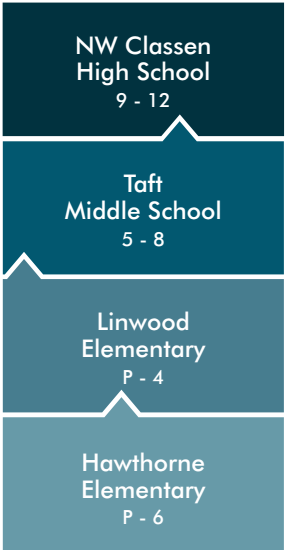 NW Classen
High School
9 - 12
Taft
Middle School
5 - 8
Linwood
Elementary
P - 4
Hawthorne
Elementary
P - 6